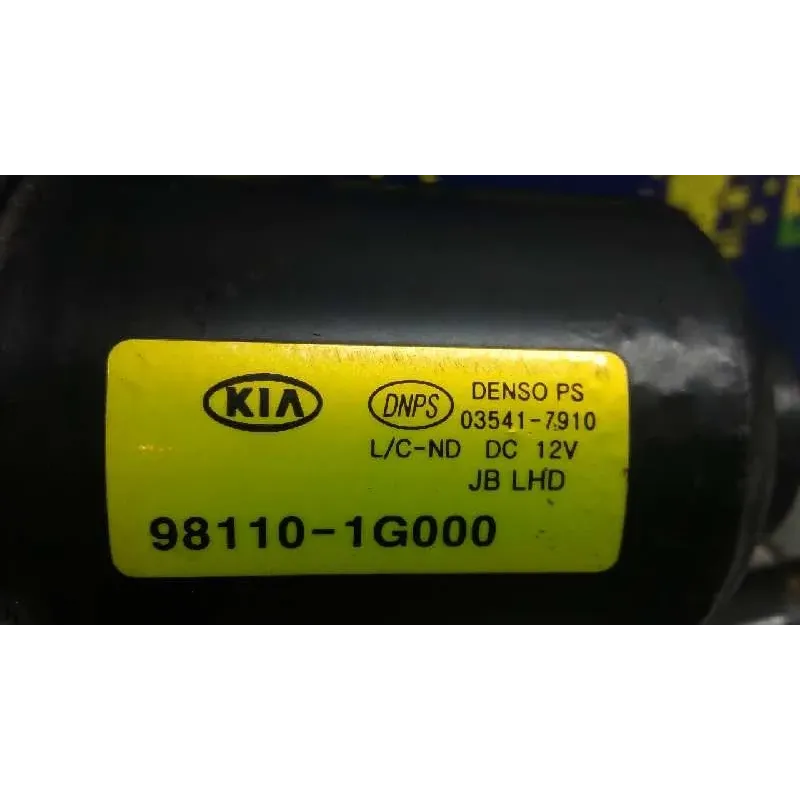 KIA DNPS DENSO PS
03541-7910
L/C-ND DC 12V
JB LHD
98110-1G000